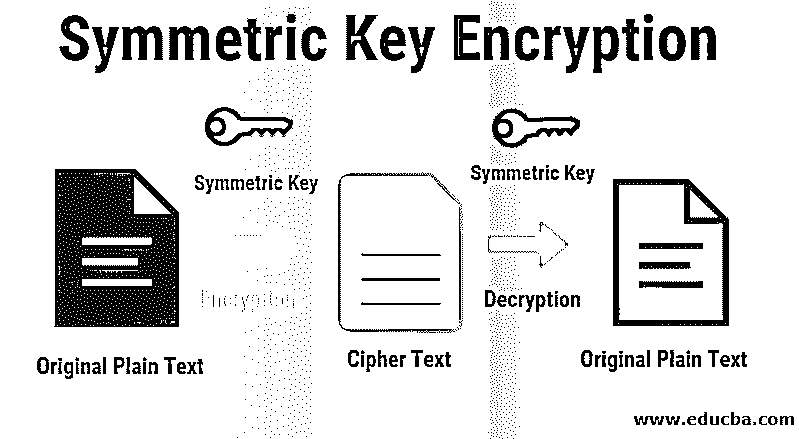 Symmetric Key Encryption
Symmetric Key
Symmetric Key
Encryption
Decryption
Original Plain Text
Cipher Text
Original Plain Text
www.educba.com